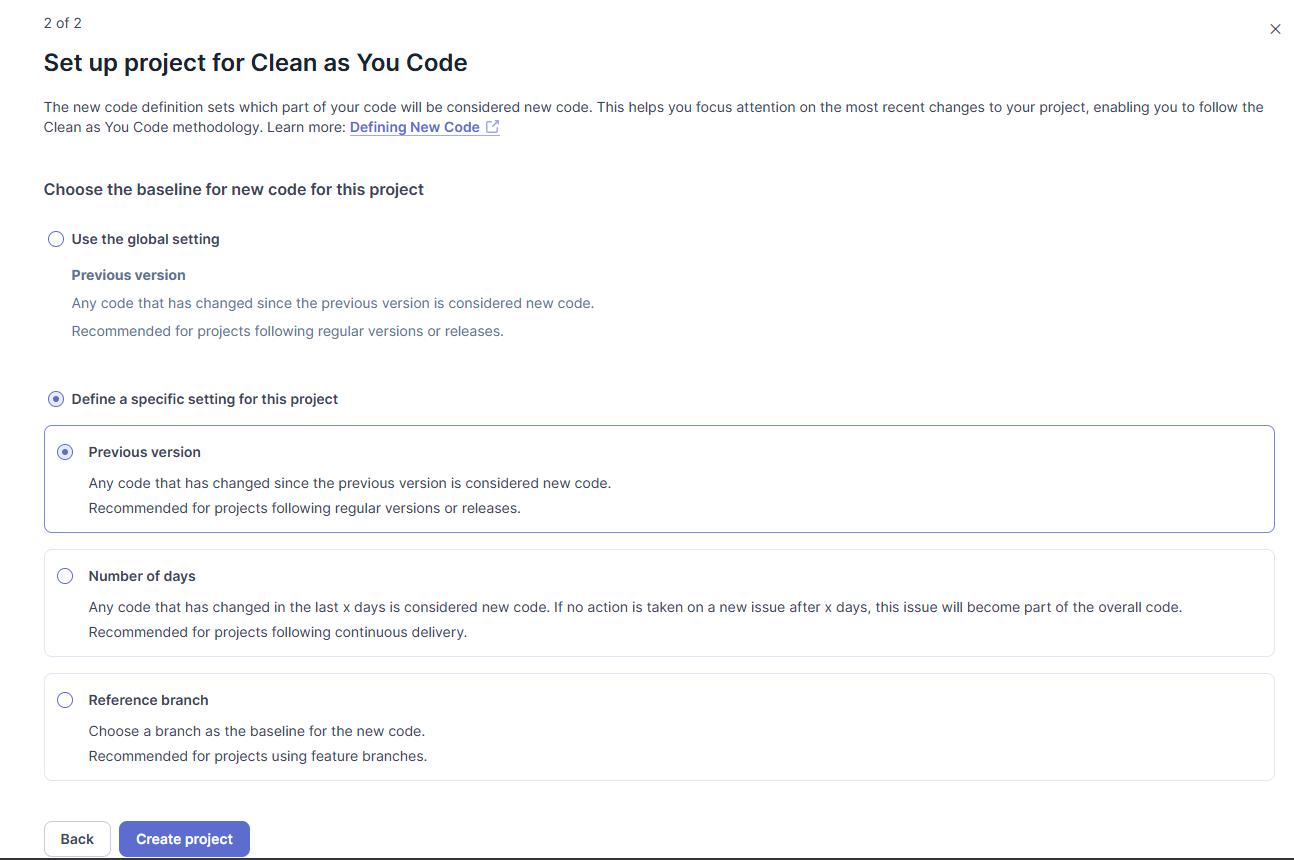 2 of 2
Set up project for Clean as You Code
The new code definition sets which part of your code will be considered new code. This helps you focus attention on the most recent changes to your project, enabling you to follow the
Clean as You Code methodology. Learn more: Defining New Code
Choose the baseline for new code for this project
Use the global setting
Previous version
Any code that has changed since the previous version is considered new code.
Recommended for projects following regular versions or releases.
Define a specific setting for this project
Previous version
Any code that has changed since the previous version is considered new code.
Recommended for projects following regular versions or releases.
Number of days
Any code that has changed in the last x days is considered new code. If no action is taken on a new issue after x days, this issue will become part of the overall code.
Recommended for projects following continuous delivery.
Reference branch
Choose a branch as the baseline for the new code.
Recommended for projects using feature branches.
Back Create project